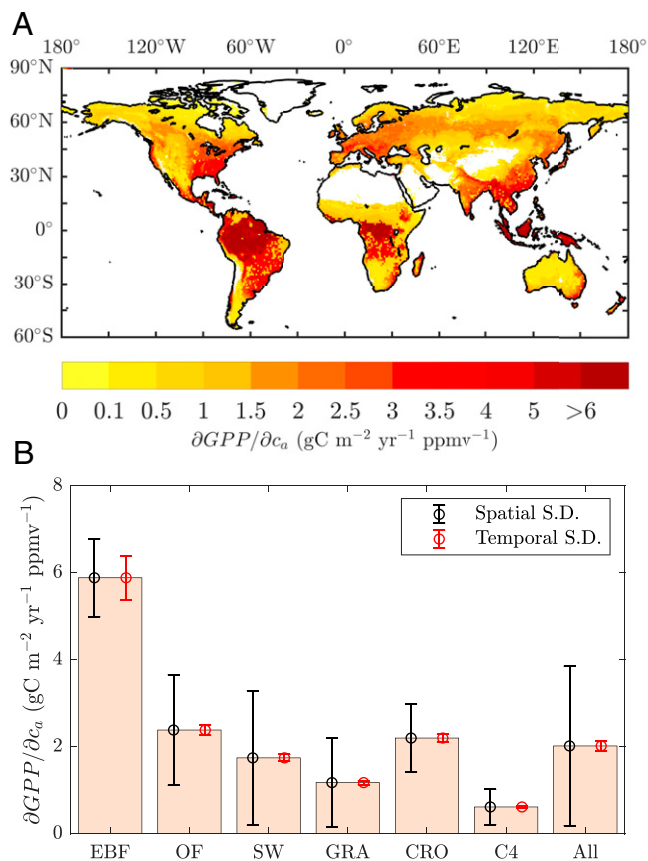 A
180° 120°W 60°W 0° 60°E 120°E 180°
90°N
60°N
30°N
0°
30°S
60°S
0 0.1 0.5 1 1.5 2 2.5 3 3.5 4 5 >6
∂GPP/∂cₐ (gC m⁻² yr⁻¹ ppmv⁻¹)
B
∂GPP/∂cₐ (gC m⁻² yr⁻¹ ppmv⁻¹)
8
6
4
2
0
Spatial S.D.
Temporal S.D.
EBF OF SW GRA CRO C4 All